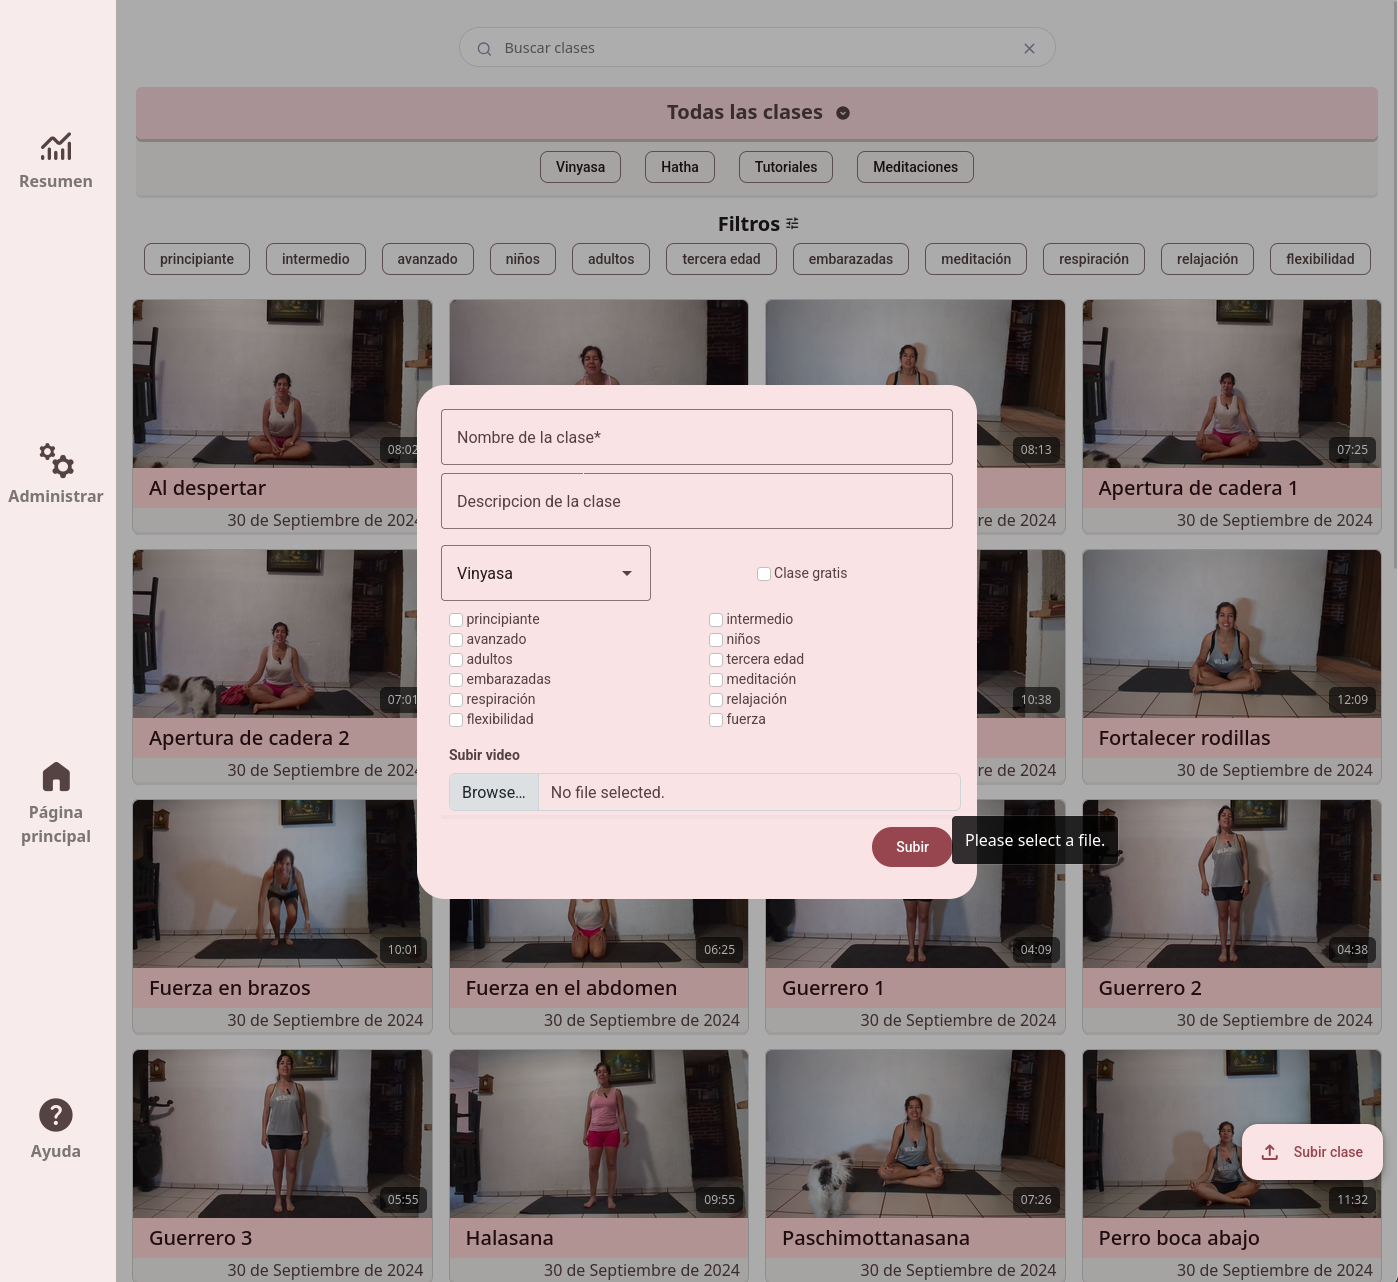 Buscar clases
Todas las clases
Vinyasa
Hatha
Tutoriales
Meditaciones
Filtros
principiante
intermedio
avanzado
niños
adultos
tercera edad
embarazadas
meditación
respiración
relajación
flexibilidad
Resumen
Administrar
Página
principal
Ayuda
08:02
08:13
07:25
Al despertar
Apertura de cadera 1
30 de Septiembre de 2024
re de 2024
30 de Septiembre de 2024
07:01
10:38
12:09
Apertura de cadera 2
Fortalecer rodillas
30 de Septiembre de 2024
re de 2024
30 de Septiembre de 2024
Nombre de la clase*
Descripcion de la clase
Vinyasa
Clase gratis
principiante
intermedio
avanzado
niños
adultos
tercera edad
embarazadas
meditación
respiración
relajación
flexibilidad
fuerza
Subir video
Browse...
No file selected.
Subir
Please select a file.
10:01
06:25
04:09
04:38
Fuerza en brazos
Fuerza en el abdomen
Guerrero 1
Guerrero 2
30 de Septiembre de 2024
30 de Septiembre de 2024
30 de Septiembre de 2024
30 de Septiembre de 2024
Subir clase
05:55
09:55
07:26
11:32
Guerrero 3
Halasana
Paschimottanasana
Perro boca abajo
30 de Septiembre de 2024
30 de Septiembre de 2024
30 de Septiembre de 2024
30 de Septiembre de 2024